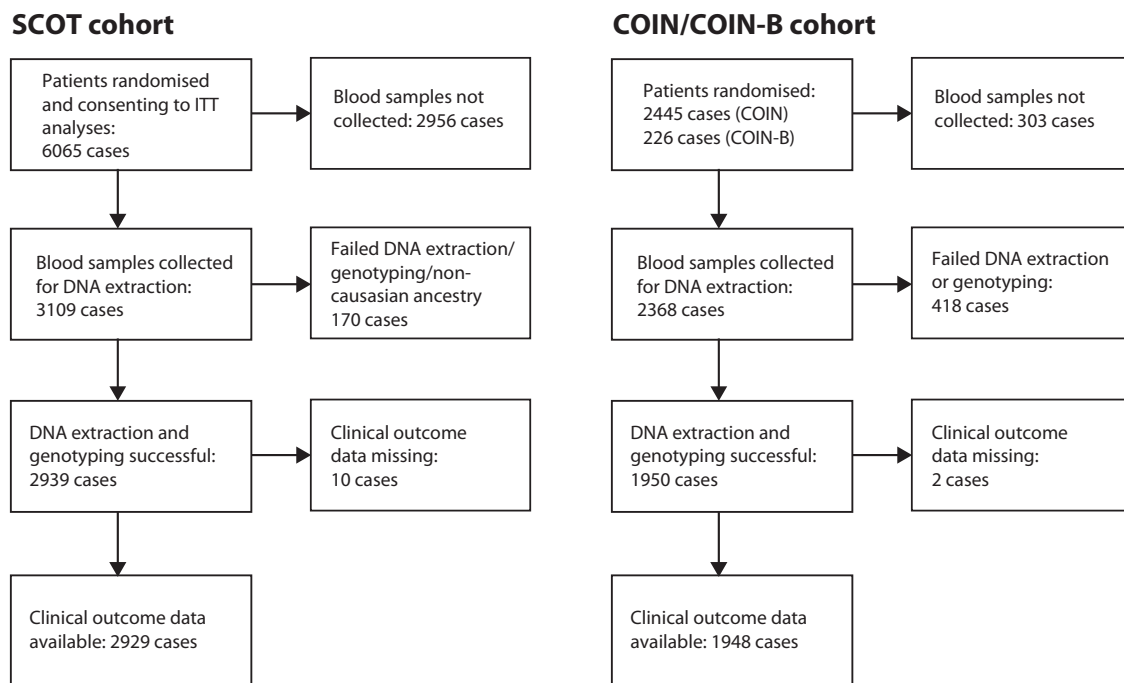 SCOT cohort
Patients randomised
and consenting to ITT
analyses:
6065 cases
Blood samples not
collected: 2956 cases
Blood samples collected
for DNA extraction:
3109 cases
Failed DNA extraction/
genotyping/non-
causasian ancestry
170 cases
DNA extraction and
genotyping successful:
2939 cases
Clinical outcome
data missing:
10 cases
Clinical outcome data
available: 2929 cases
COIN/COIN-B cohort
Patients randomised:
2445 cases (COIN)
226 cases (COIN-B)
Blood samples not
collected: 303 cases
Blood samples collected
for DNA extraction:
2368 cases
Failed DNA extraction
or genotyping:
418 cases
DNA extraction and
genotyping successful:
1950 cases
Clinical outcome
data missing:
2 cases
Clinical outcome data
available: 1948 cases